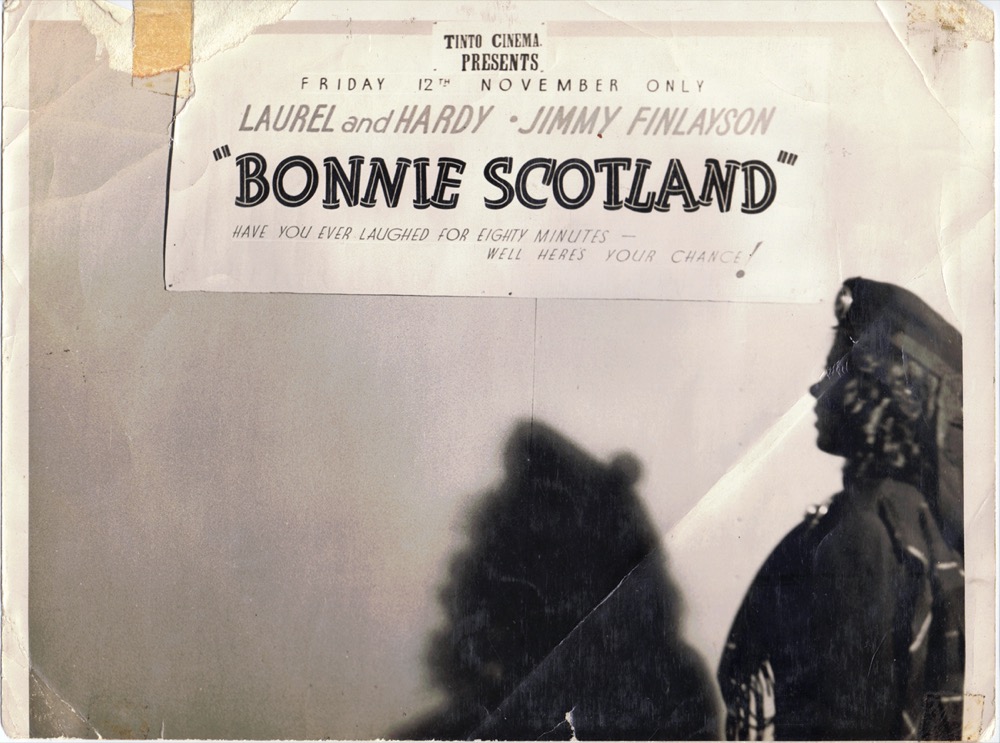 TINTO CINEMA.
PRESENTS.
FRIDAY 12TH NOVEMBER ONLY
LAUREL and HARDY • JIMMY FINLAYSON
"BONNIE SCOTLAND"
HAVE YOU EVER LAUGHED FOR EIGHTY MINUTES —
WELL HERES YOUR CHANCE!